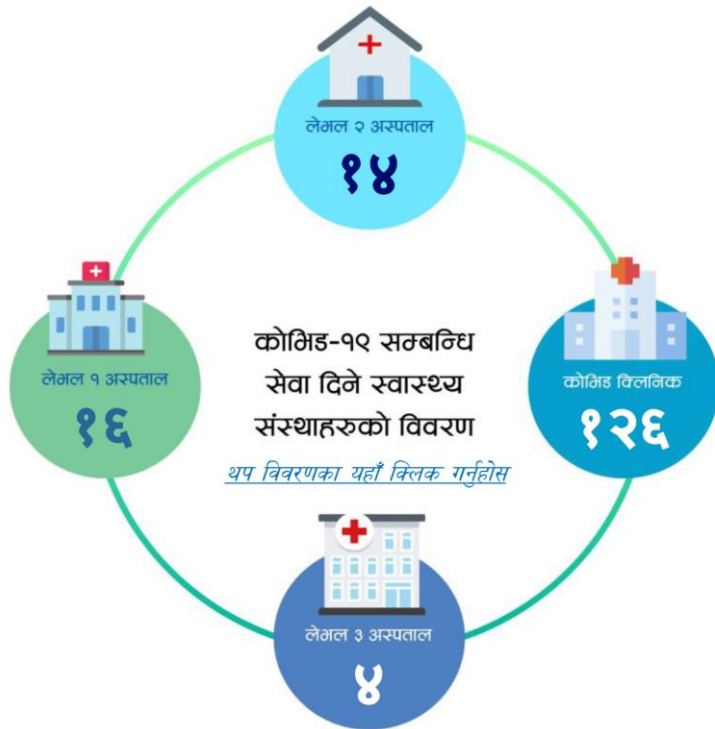 लेभल २ अस्पताल
१४
लेभल १ अस्पताल
१६
कोभिड-१९ सम्बन्धि
सेवा दिने स्वास्थ्य
संस्थाहरुको विवरण
थप विवरणका यहाँ क्लिक गर्नुहोस
कोभिड क्लिनिक
१२६
लेभल ३ अस्पताल
४